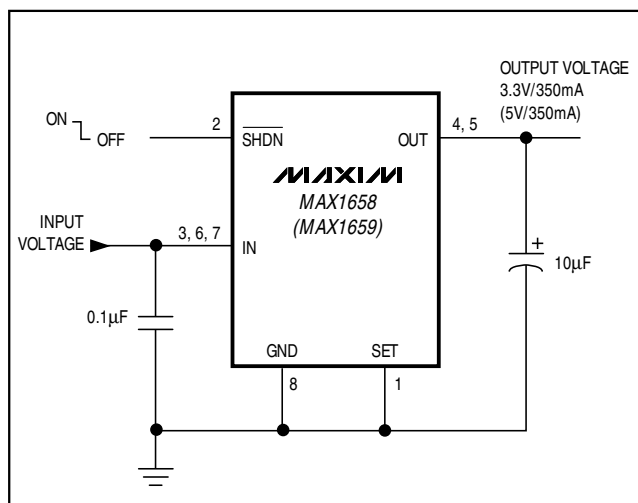 OUTPUT VOLTAGE
3.3V/350mA
(5V/350mA)
ON
OFF
2
SHDN
OUT
4, 5
MAXIM
MAX1658
(MAX1659)
INPUT
VOLTAGE
3, 6, 7
IN
+
10µF
0.1µF
GND
SET
8
1